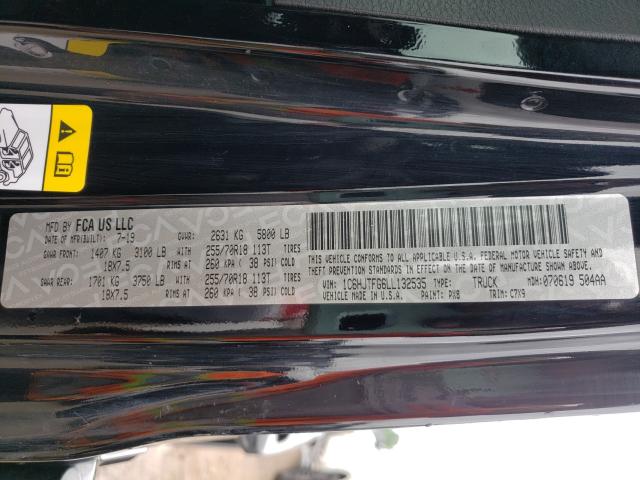 MFD BY FCA US LLC
DATE OF MFR(BUILT): 7-19 GVWR: 2631 KG 5800 LB
GAWR FRONT: 1407 KG 3100 LB 255/70R18 113T TIRES
18X7.5 RIMS AT 260 KPA ( 38 PSI) COLD
GAWR REAR: 1701 KG 3750 LB 255/70R18 113T TIRES
18X7.5 RIMS AT 260 KPA ( 38 PSI) COLD
THIS VEHICLE CONFORMS TO ALL APPLICABLE U.S.A. FEDERAL MOTOR VEHICLE
SAFETY AND THEFT PREVENTION STANDARDS IN EFFECT ON THE DATE OF MANUFACTURE SHOWN ABOVE.
VIN: 1C6HJTFG6LL132535 TYPE: TRUCK MDH: 070619 504AA
VEHICLE MADE IN U.S.A. PAINT: PX8 TRIM: C7X9